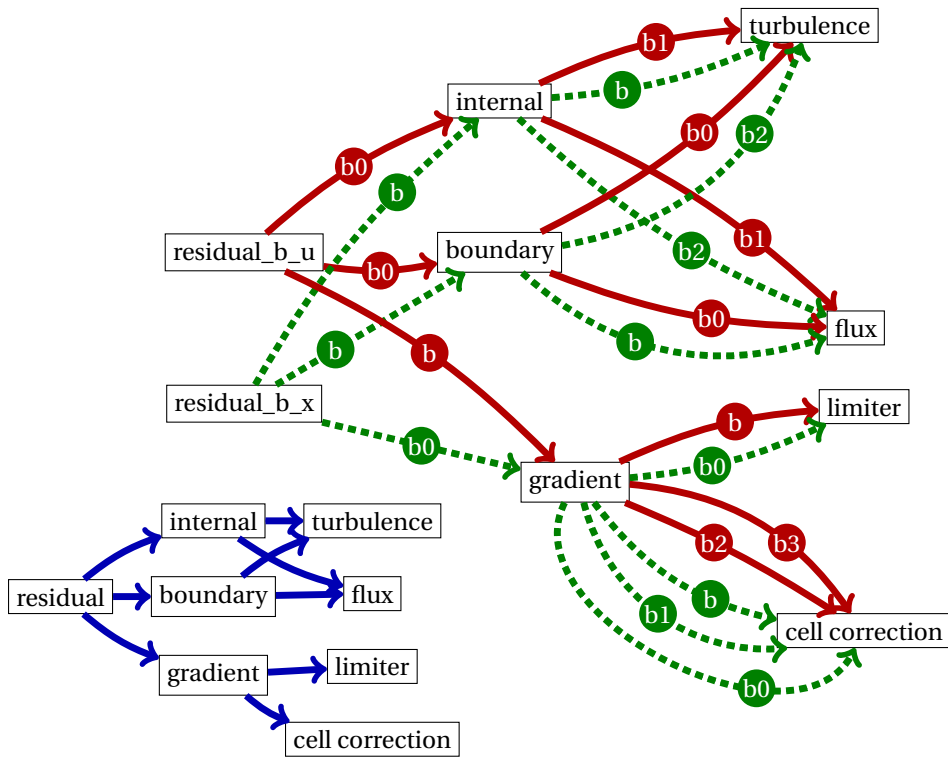 turbulence
b1
b
internal
b0
b2
b0
b
residual_b_u
b0
boundary
b2
b1
b0
b
b
b
flux
residual_b_x
b0
b
limiter
b0
gradient
b2
b3
b
b1
b0
cell correction
internal
turbulence
residual
boundary
flux
gradient
limiter
cell correction